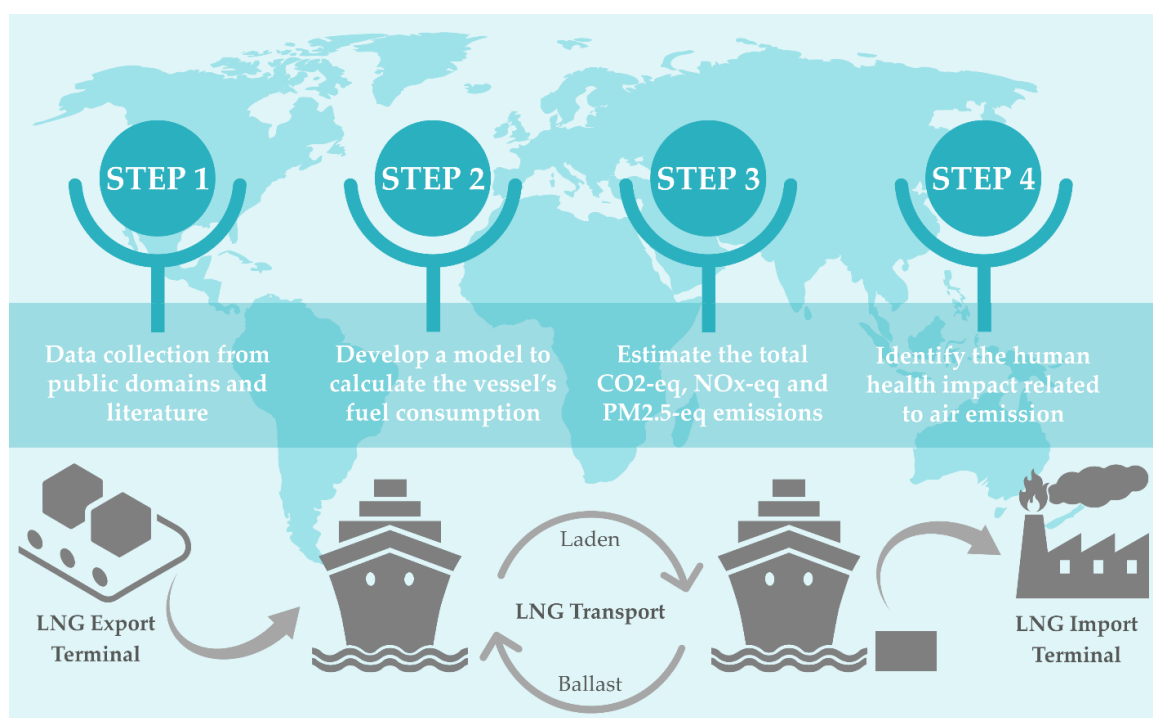 STEP 1
STEP 2
STEP 3
STEP 4
Data collection from
public domains and
literature
Develop a model to
calculate the vessel's
fuel consumption
Estimate the total
CO2-eq, NOx-eq and
PM2.5-eq emissions
Identify the human
health impact related
to air emission
LNG Export
Terminal
Laden
LNG Transport
Ballast
LNG Import
Terminal